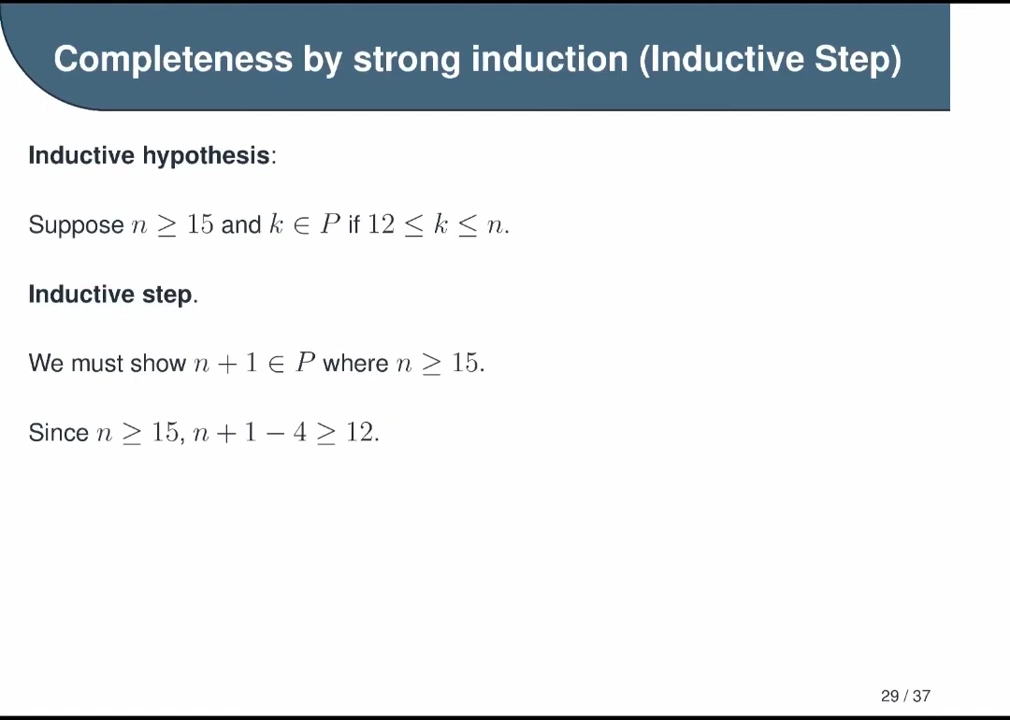 Completeness by strong induction (Inductive Step)
Inductive hypothesis:
Suppose n ≥ 15 and k ∈ P if 12 ≤ k ≤ n.
Inductive step.
We must show n + 1 ∈ P where n ≥ 15.
Since n ≥ 15, n + 1 − 4 ≥ 12.
29 / 37